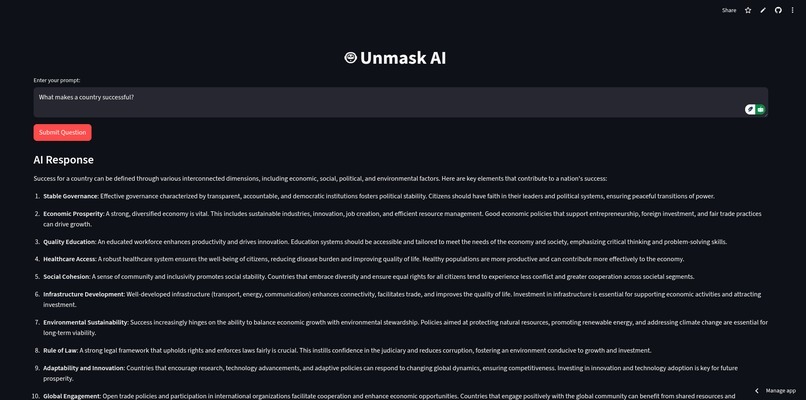 Share
Unmask AI
Enter your prompt:
What makes a country successful?
Submit Question
AI Response
Success for a country can be defined through various interconnected dimensions, including economic, social, political, and environmental factors. Here are key elements that contribute to a nation's success:
1. Stable Governance: Effective governance characterized by transparent, accountable, and democratic institutions fosters political stability. Citizens should have faith in their leaders and political systems, ensuring peaceful transitions of power.
2. Economic Prosperity: A strong, diversified economy is vital. This includes sustainable industries, innovation, job creation, and efficient resource management. Good economic policies that support entrepreneurship, foreign investment, and fair trade practices
can drive growth.
3. Quality Education: An educated workforce enhances productivity and drives innovation. Education systems should be accessible and tailored to meet the needs of the economy and society, emphasizing critical thinking and problem-solving skills.
4. Healthcare Access: A robust healthcare system ensures the well-being of citizens, reducing disease burden and improving quality of life. Healthy populations are more productive and can contribute more effectively to the economy.
5. Social Cohesion: A sense of community and inclusivity promotes social stability. Countries that embrace diversity and ensure equal rights for all citizens tend to experience less conflict and greater cooperation across societal segments.
6. Infrastructure Development: Well-developed infrastructure (transport, energy, communication) enhances connectivity, facilitates trade, and improves the quality of life. Investment in infrastructure is essential for supporting economic activities and attracting
investment.
7. Environmental Sustainability: Success increasingly hinges on the ability to balance economic growth with environmental stewardship. Policies aimed at protecting natural resources, promoting renewable energy, and addressing climate change are essential for
long-term viability.
8. Rule of Law: A strong legal framework that upholds rights and enforces laws fairly is crucial. This instills confidence in the judiciary and reduces corruption, fostering an environment conducive to growth and investment.
9. Adaptability and Innovation: Countries that encourage research, technology advancements, and adaptive policies can respond to changing global dynamics, ensuring competitiveness. Investing in innovation and technology adoption is key for future
prosperity.
10. Global Engagement: Open trade policies and participation in international organizations facilitate cooperation and enhance economic opportunities. Countries that engage positively with the global community can benefit from shared resources and
Manage app